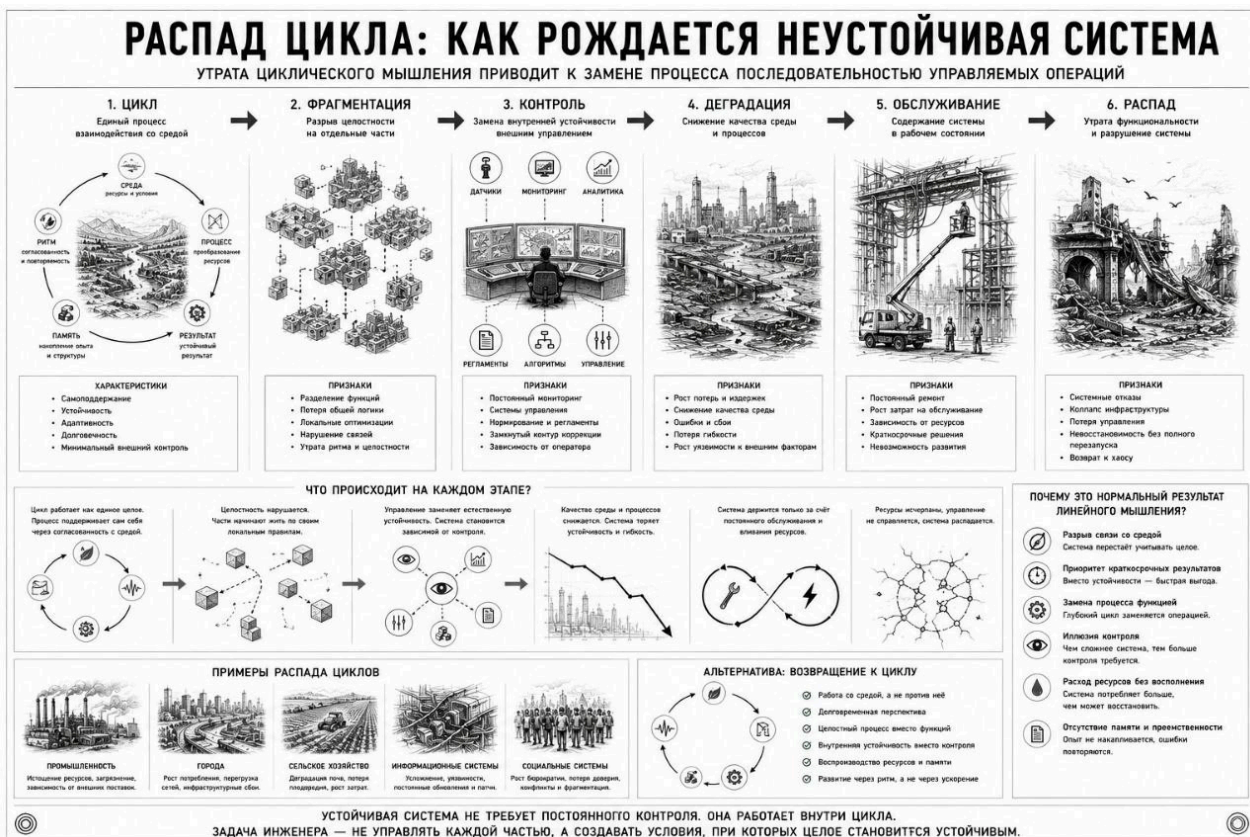 РАСПАД ЦИКЛА: КАК РОЖДАЕТСЯ НЕУСТОЙЧИВАЯ СИСТЕМА
УТРАТА ЦИКЛИЧЕСКОГО МЫШЛЕНИЯ ПРИВОДИТ К ЗАМЕНЕ ПРОЦЕССА ПОСЛЕДОВАТЕЛЬНОСТЬЮ УПРАВЛЯЕМЫХ ОПЕРАЦИЙ
1. ЦИКЛ
Единый процесс
взаимодействия со средой
СРЕДА
ресурсы и условия
РИТМ
согласованность
и повторяемость
ПРОЦЕСС
преобразование
ресурсов
ПАМЯТЬ
накопление опыта
и структуры
РЕЗУЛЬТАТ
устойчивый
результат
ХАРАКТЕРИСТИКИ
• Самоподдержание
• Устойчивость
• Адаптивность
• Долговечность
• Минимальный внешний контроль
2. ФРАГМЕНТАЦИЯ
Разрыв целостности
на отдельные части
ПРИЗНАКИ
• Разделение функций
• Потеря общей логики
• Локальные оптимизации
• Нарушение связей
• Утрата ритма и целостности
3. КОНТРОЛЬ
Замена внутренней устойчивости
внешним управлением
ДАТЧИКИ
МОНИТОРИНГ
АНАЛИТИКА
РЕГЛАМЕНТЫ
АЛГОРИТМЫ
УПРАВЛЕНИЕ
ПРИЗНАКИ
• Постоянный мониторинг
• Системы управления
• Нормирование и регламенты
• Замкнутый контур коррекции
• Зависимость от оператора
4. ДЕГРАДАЦИЯ
Снижение качества среды
и процессов
ПРИЗНАКИ
• Рост потерь и издержек
• Снижение качества среды
• Ошибки и сбои
• Потеря гибкости
• Рост уязвимости к внешним факторам
5. ОБСЛУЖИВАНИЕ
Содержание системы
в рабочем состоянии
ПРИЗНАКИ
• Постоянный ремонт
• Рост затрат на обслуживание
• Зависимость от ресурсов
• Краткосрочные решения
• Невозможность развития
6. РАСПАД
Утрата функциональности
и разрушение системы
ПРИЗНАКИ
• Системные отказы
• Коллапс инфраструктуры
• Потеря управления
• Невосстановимость без полного
перезапуска
• Возврат к хаосу
ЧТО ПРОИСХОДИТ НА КАЖДОМ ЭТАПЕ?
Цикл работает как единое целое.
Процесс поддерживает сам себя
через согласованность с средой.
Целостность нарушается.
Части начинают жить по своим
локальным правилам.
Управление заменяет естественную
устойчивость. Система становится
зависимой от контроля.
Качество среды и процессов
снижается. Система теряет
устойчивость и гибкость.
Система держится только за счёт
постоянного обслуживания и
вливания ресурсов.
Ресурсы исчерпаны, управление
не справляется, система распадается.
ПОЧЕМУ ЭТО НОРМАЛЬНЫЙ РЕЗУЛЬТАТ
ЛИНЕЙНОГО МЫШЛЕНИЯ?
Разрыв связи со средой
Система перестаёт учитывать целое.
Приоритет краткосрочных результатов
Вместо устойчивости — быстрая выгода.
Замена процесса функцией
Глубокий цикл заменяется операцией.
Иллюзия контроля
Чем сложнее система, тем больше
контроля требуется.
Расход ресурсов без восполнения
Система потребляет больше,
чем может восстановить.
Отсутствие памяти и преемственности
Опыт не накапливается, ошибки
повторяются.
ПРИМЕРЫ РАСПАДА ЦИКЛОВ
ПРОМЫШЛЕННОСТЬ
Истощение ресурсов, загрязнение,
зависимость от внешних поставок.
ГОРОДА
Рост потребления, перегрузка
сетей, инфраструктурные сбои.
СЕЛЬСКОЕ ХОЗЯЙСТВО
Деградация почв, потеря
плодородия, рост затрат.
ИНФОРМАЦИОННЫЕ СИСТЕМЫ
Усложнение, уязвимости,
постоянные обновления и патчи.
СОЦИАЛЬНЫЕ СИСТЕМЫ
Рост бюрократии, потеря доверия,
конфликты и фрагментация.
АЛЬТЕРНАТИВА: ВОЗВРАЩЕНИЕ К ЦИКЛУ
Работа со средой, а не против неё
Долговременная перспектива
Целостный процесс вместо функций
Внутренняя устойчивость вместо контроля
Воспроизводство ресурсов и памяти
Развитие через ритм, а не через ускорение
УСТОЙЧИВАЯ СИСТЕМА НЕ ТРЕБУЕТ ПОСТОЯННОГО КОНТРОЛЯ. ОНА РАБОТАЕТ ВНУТРИ ЦИКЛА.
ЗАДАЧА ИНЖЕНЕРА — НЕ УПРАВЛЯТЬ КАЖДОЙ ЧАСТЬЮ, А СОЗДАВАТЬ УСЛОВИЯ, ПРИ КОТОРЫХ ЦЕЛОЕ СТАНОВИТСЯ УСТОЙЧИВЫМ.